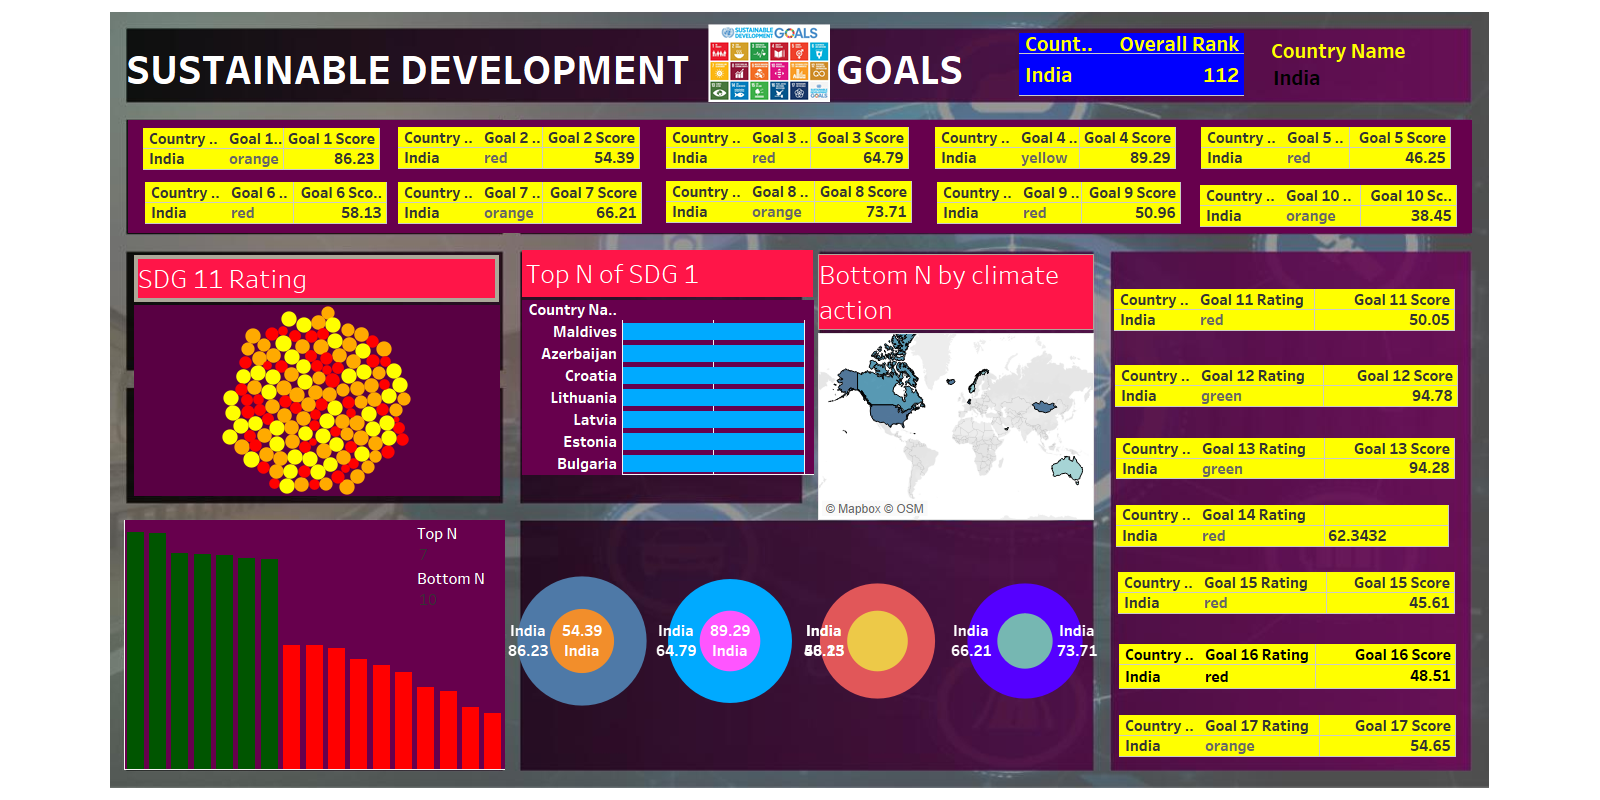 SUSTAINABLE DEVELOPMENT
SUSTAINABLE
DEVELOPMENT
GOALS
GOALS
Count.. Overall Rank
India 112
Country Name
India
Country .. Goal 1.. Goal 1 Score
India orange 86.23
Country .. Goal 2 .. Goal 2 Score
India red 54.39
Country .. Goal 3 .. Goal 3 Score
India red 64.79
Country .. Goal 4 .. Goal 4 Score
India yellow 89.29
Country .. Goal 5 .. Goal 5 Score
India red 46.25
Country .. Goal 6 .. Goal 6 Sco..
India red 58.13
Country .. Goal 7 .. Goal 7 Score
India orange 66.21
Country .. Goal 8 .. Goal 8 Score
India orange 73.71
Country .. Goal 9 .. Goal 9 Score
India red 50.96
Country .. Goal 10 .. Goal 10 Sc..
India orange 38.45
SDG 11 Rating
Top N of SDG 1
Country Na..
Maldives
Azerbaijan
Croatia
Lithuania
Latvia
Estonia
Bulgaria
Bottom N by climate
action
© Mapbox © OSM
Country .. Goal 11 Rating Goal 11 Score
India red 50.05
Country .. Goal 12 Rating Goal 12 Score
India green 94.78
Country .. Goal 13 Rating Goal 13 Score
India green 94.28
Country .. Goal 14 Rating
India red 62.3432
Country .. Goal 15 Rating Goal 15 Score
India red 45.61
Country .. Goal 16 Rating Goal 16 Score
India red 48.51
Country .. Goal 17 Rating Goal 17 Score
India orange 54.65
Top N
7
Bottom N
10
India
86.23
54.39
India
India
64.79
89.29
India
India
India
66.21
India
73.71